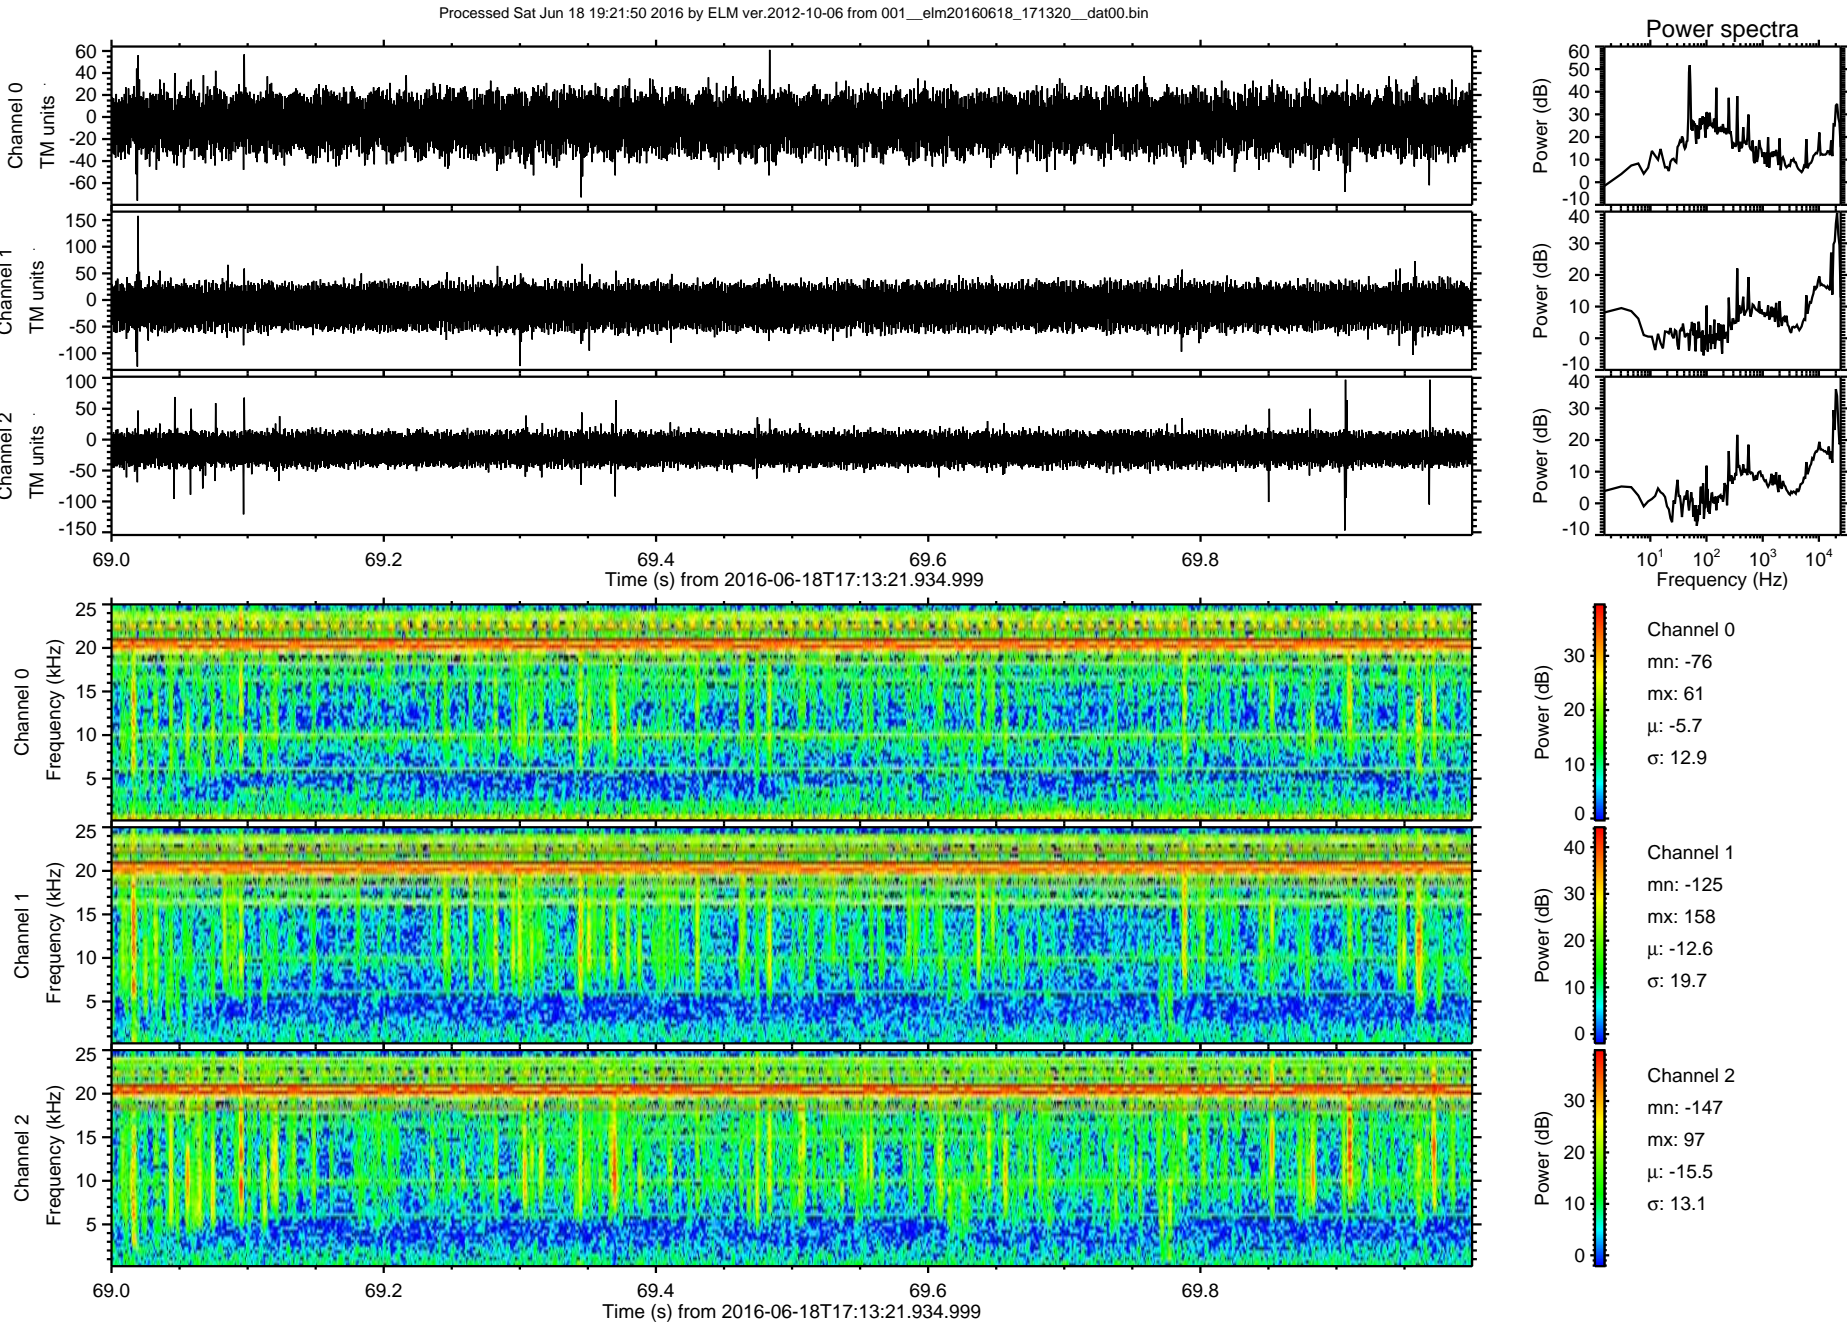 Processed Sat Jun 18 19:21:50 2016 by ELM ver.2012-10-06 from 001__elm20160618_171320__dat00.bin
Power spectra
Channel 0
TM units
60
40
20
0
-20
-40
-60
Power (dB)
60
50
40
30
20
10
0
-10
Channel 1
TM units
150
100
50
0
-50
-100
Power (dB)
40
30
20
10
0
-10
Channel 2
TM units
100
50
0
-50
-100
-150
Power (dB)
40
30
20
10
0
-10
69.0 69.2 69.4 69.6 69.8
Time (s) from 2016-06-18T17:13:21.934.999
10^1 10^2 10^3 10^4
Frequency (Hz)
Channel 0
Frequency (kHz)
25
20
15
10
5
Power (dB)
30
20
10
0
Channel 0
mn: -76
mx: 61
μ: -5.7
σ: 12.9
Channel 1
Frequency (kHz)
25
20
15
10
5
Power (dB)
40
30
20
10
0
Channel 1
mn: -125
mx: 158
μ: -12.6
σ: 19.7
Channel 2
Frequency (kHz)
25
20
15
10
5
Power (dB)
30
20
10
0
Channel 2
mn: -147
mx: 97
μ: -15.5
σ: 13.1
69.0 69.2 69.4 69.6 69.8
Time (s) from 2016-06-18T17:13:21.934.999